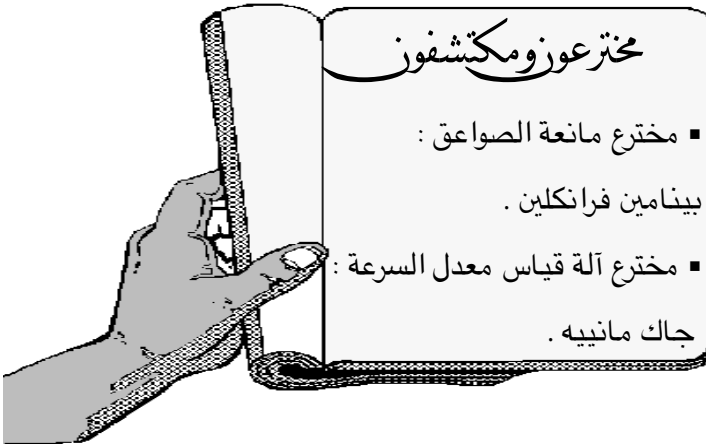 مخترعون ومكتشفون
▪ مخترع مانعة الصواعق :
بينامين فرانكلين .
▪ مخترع آلة قياس معدل السرعة :
جاك مانييه .